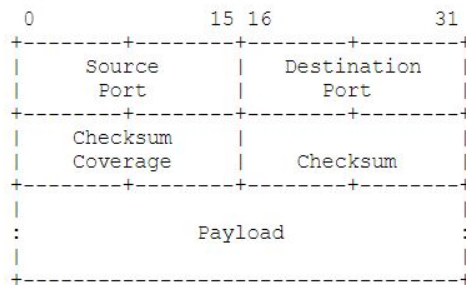 0 15 16 31
+--------+--------+--------+--------+
| Source | Destination |
| Port | Port |
+--------+--------+--------+--------+
| Checksum | |
| Coverage | Checksum |
+--------+--------+--------+--------+
| |
: Payload :
| |
+-----------------------------------+